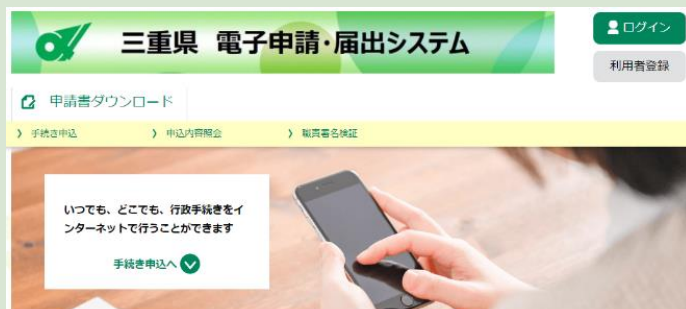 三重県 電子申請・届出システム
ログイン
利用者登録
申請書ダウンロード
手続き申込
申込内容照会
職責署名検証
いつでも、どこでも、行政手続きをイ
ンターネットで行うことができます
手続き申込へ